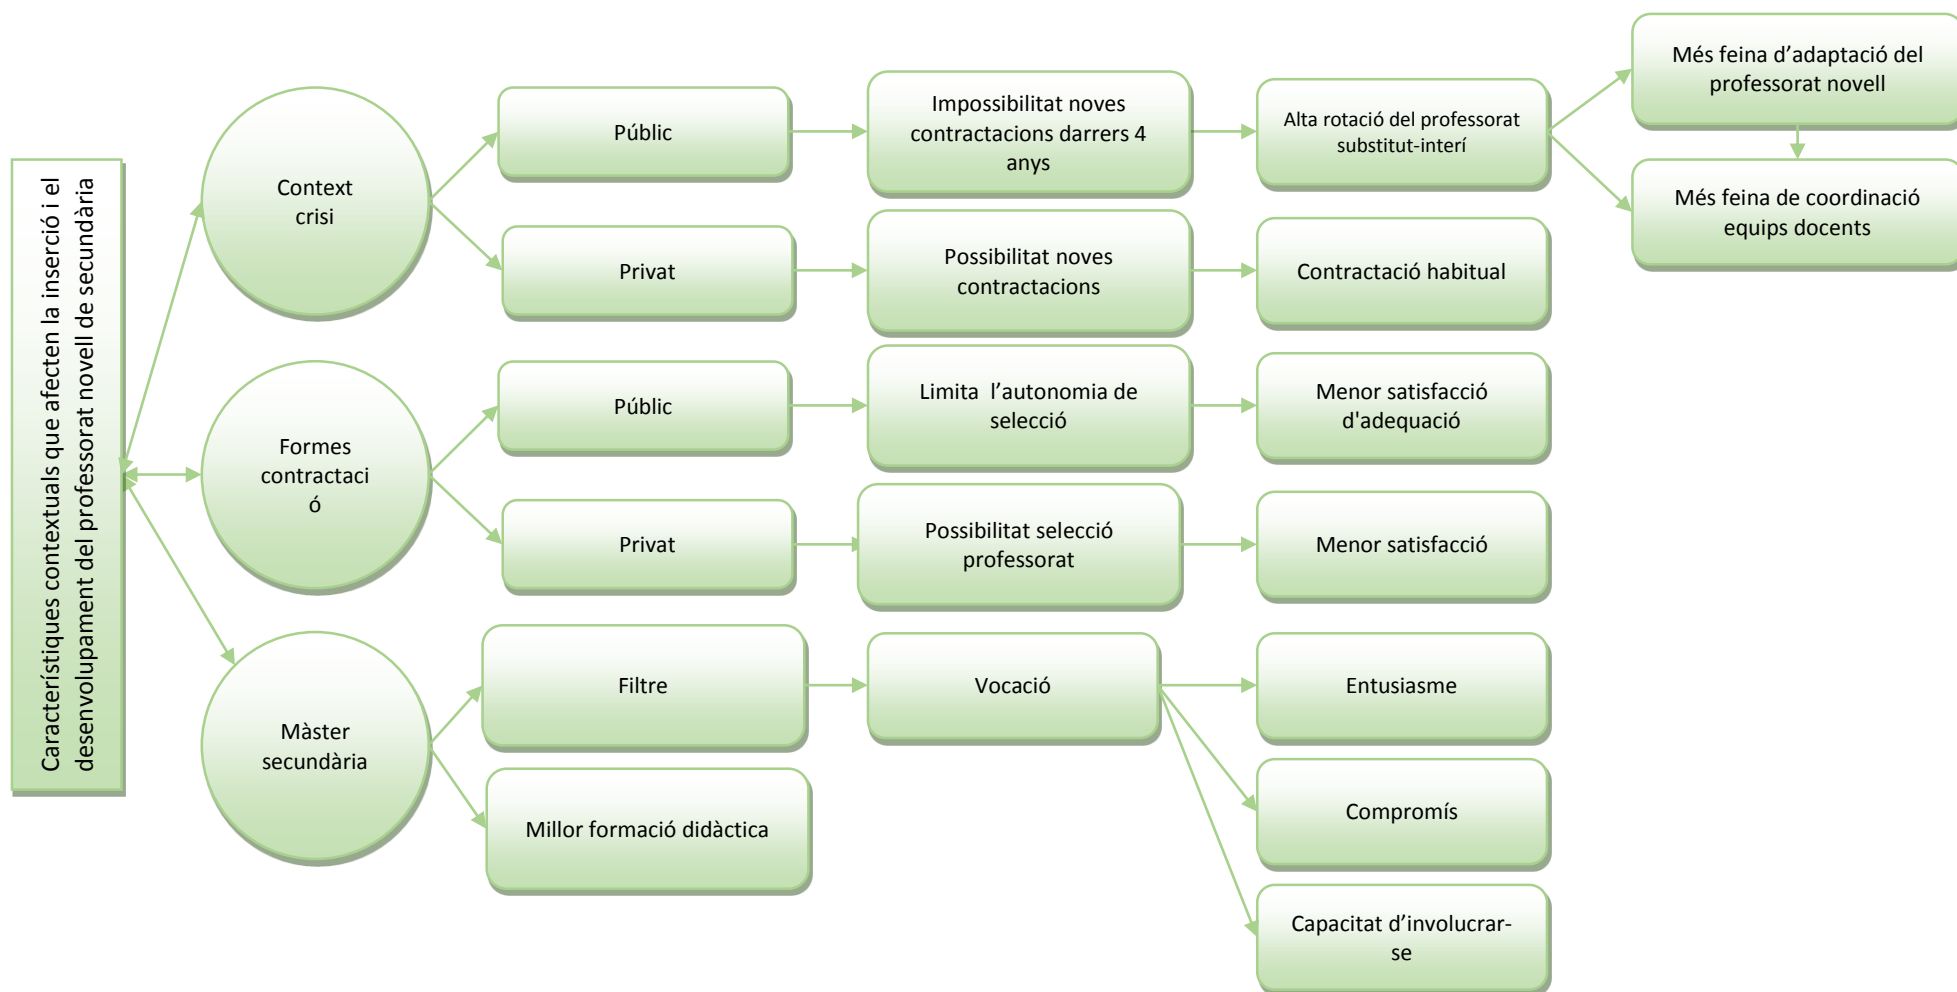 Característiques contextuals que afecten la inserció i el
desenvolupament del professorat novell de secundària
Context
crisi
Públic
Impossibilitat noves
contractacions darrers 4
anys
Alta rotació del professorat
substitut-interí
Més feina d’adaptació del
professorat novell
Més feina de coordinació
equips docents
Privat
Possibilitat noves
contractacions
Contractació habitual
Formes
contractaci
ó
Públic
Limita  l’autonomia de
selecció
Menor satisfacció
d'adequació
Privat
Possibilitat selecció
professorat
Menor satisfacció
Màster
secundària
Filtre
Vocació
Entusiasme
Compromís
Capacitat d’involucrar-
se
Millor formació didàctica